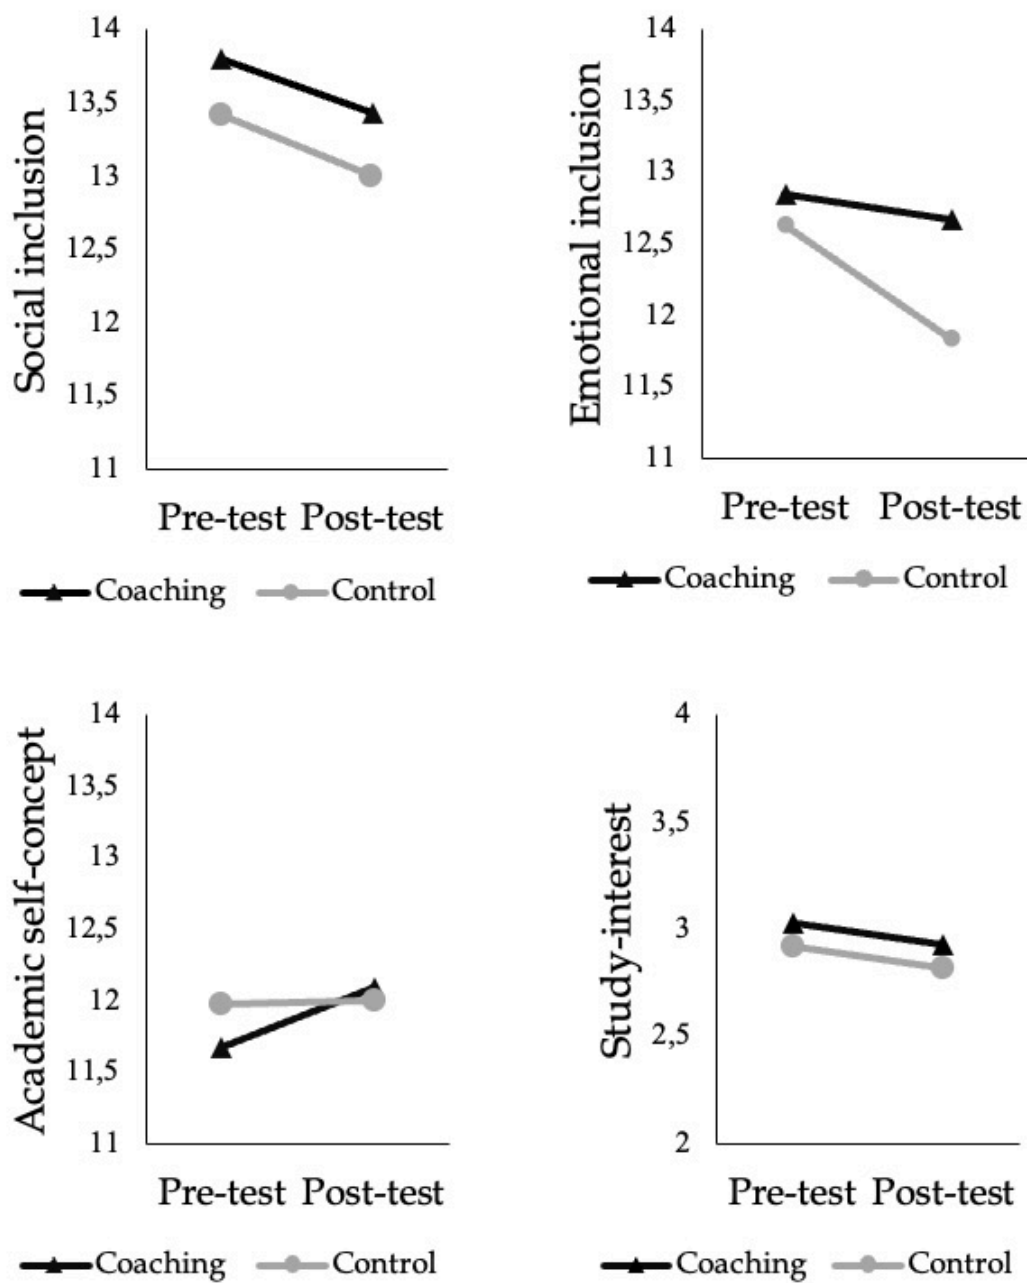 Social inclusion
14
13,5
13
12,5
12
11,5
11
Pre-test Post-test
Coaching Control
Emotional inclusion
14
13,5
13
12,5
12
11,5
11
Pre-test Post-test
Coaching Control
Academic self-concept
14
13,5
13
12,5
12
11,5
11
Pre-test Post-test
Coaching Control
Study-interest
4
3,5
3
2,5
2
Pre-test Post-test
Coaching Control